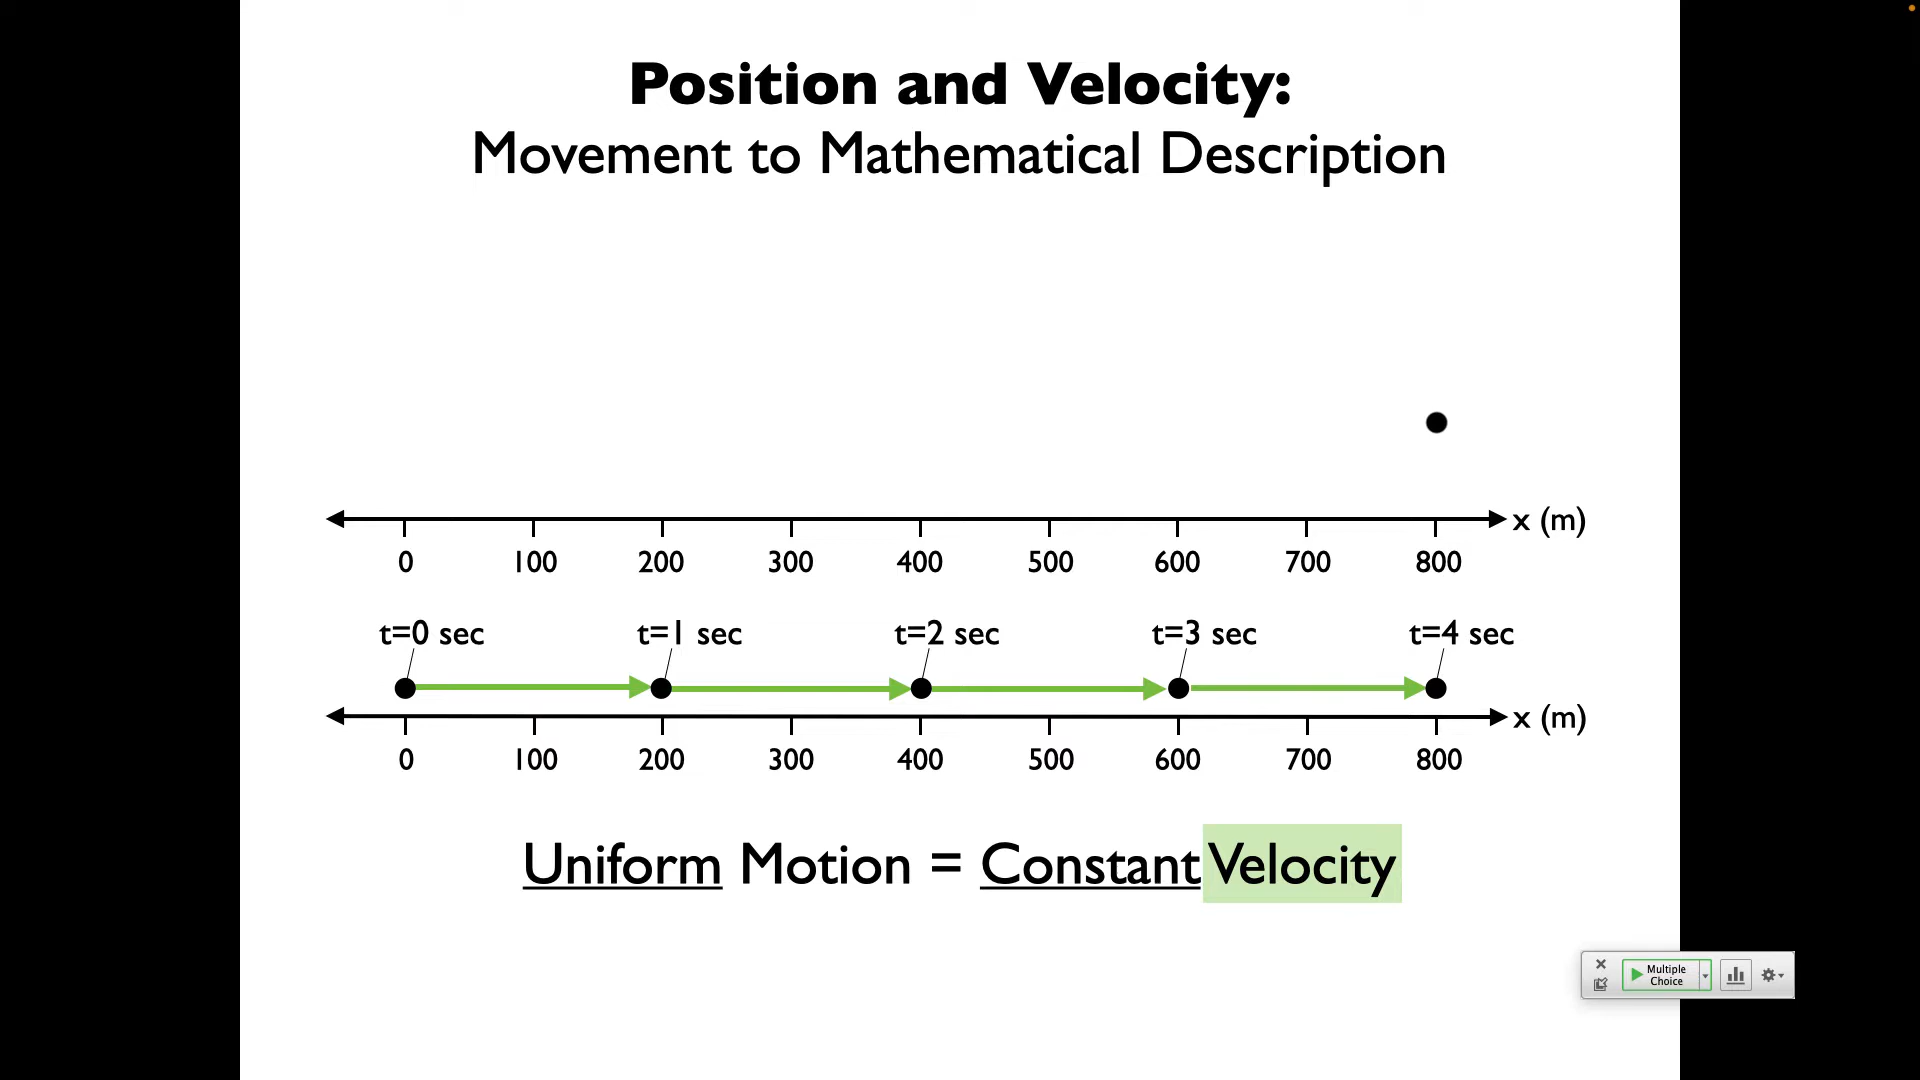 Position and Velocity:
Movement to Mathematical Description
x (m)
0 100 200 300 400 500 600 700 800
t=0 sec t=1 sec t=2 sec t=3 sec t=4 sec
x (m)
0 100 200 300 400 500 600 700 800
Uniform Motion = Constant Velocity
Multiple
Choice